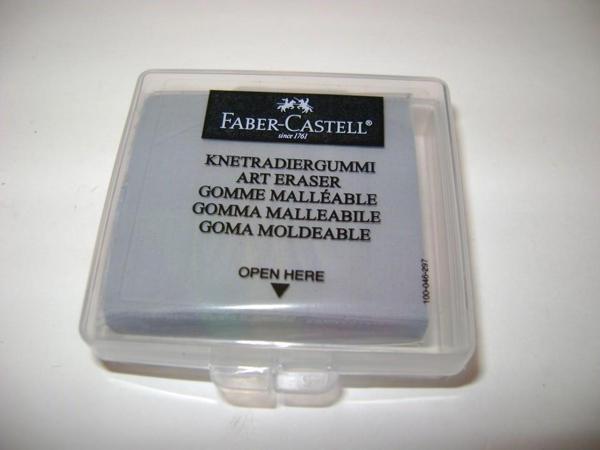 FABER-CASTELL®
since 1761
KNETRADIERGUMMI
ART ERASER
GOMME MALLÉABLE
GOMMA MALLEABILE
GOMA MOLDEABLE
OPEN HERE
100-046-297